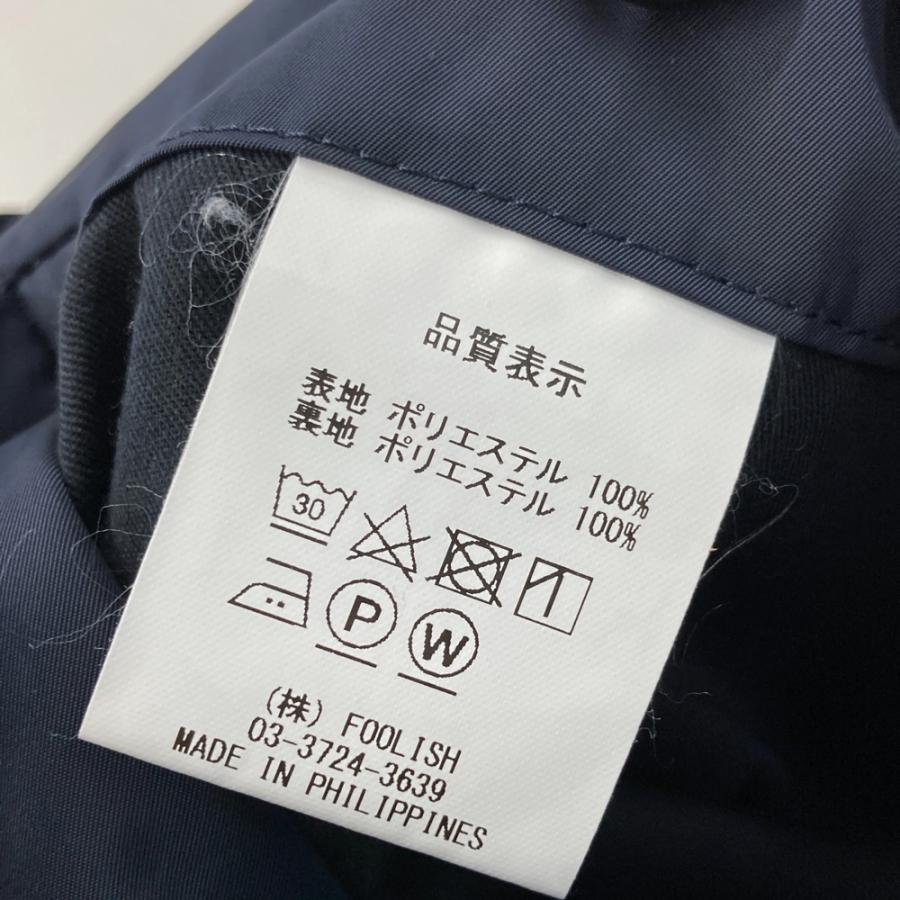 品質表示
表地 ポリエステル 100%
裏地 ポリエステル 100%
30
P W
(株) FOOLISH
03-3724-3639
MADE IN PHILIPPINES